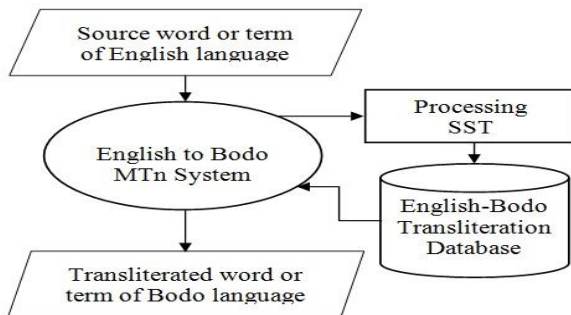 Source word or term
of English language
Processing
SST
English to Bodo
MTn System
English-Bodo
Transliteration
Database
Transliterated word or
term of Bodo language